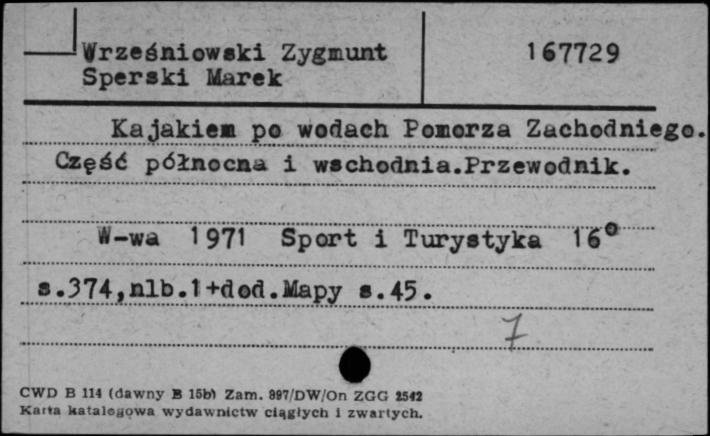 Wrześniowski Zygmunt 167729
Sperski Marek
Kajakiem po wodach Pomorza Zachodniego.
Część północna i wschodnia.Przewodnik.
W-wa 1971 Sport i Turystyka 16°
s.374,nlb.1+dod.Mapy s.45.
7
CWD B 114 (dawny B 15b) Zam. 897/DW/On ZGG 2542
Karta katalogowa wydawnictw ciągłych i zwartych.